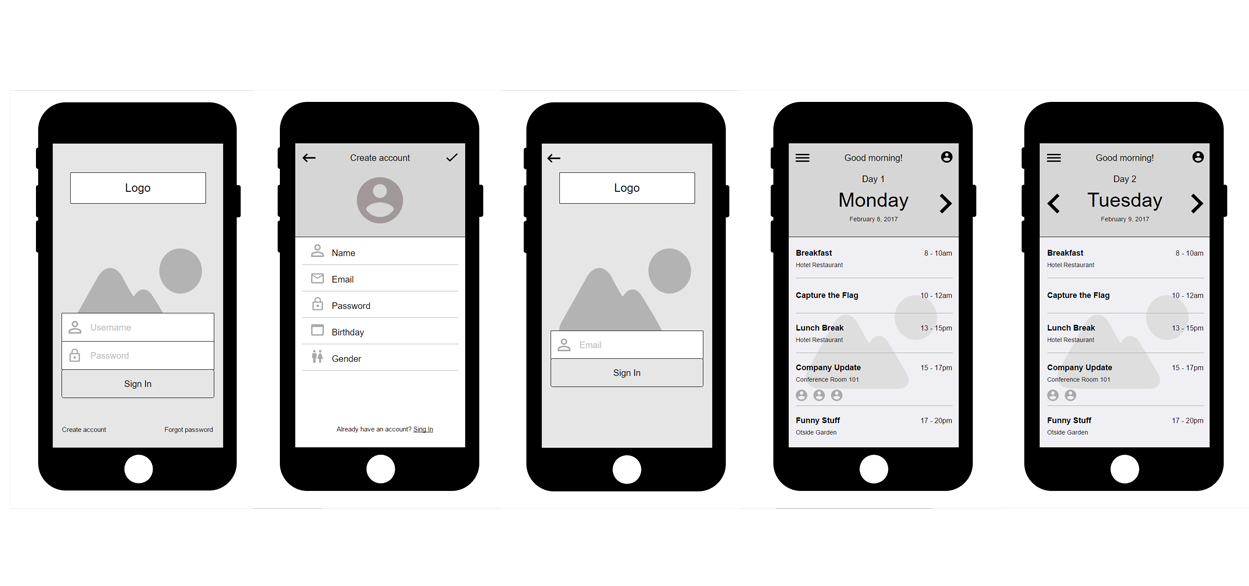 Logo
Username
Password
Sign In
Create account
Forgot password
Create account
Name
Email
Password
Birthday
Gender
Already have an account? Sing In
Logo
Email
Sign In
Good morning!
Day 1
Monday
February 8, 2017
Breakfast 8 - 10am
Hotel Restaurant
Capture the Flag 10 - 12am
Lunch Break 13 - 15pm
Hotel Restaurant
Company Update 15 - 17pm
Conference Room 101
Funny Stuff 17 - 20pm
Otside Garden
Good morning!
Day 2
Tuesday
February 9, 2017
Breakfast 8 - 10am
Hotel Restaurant
Capture the Flag 10 - 12am
Lunch Break 13 - 15pm
Hotel Restaurant
Company Update 15 - 17pm
Conference Room 101
Funny Stuff 17 - 20pm
Otside Garden